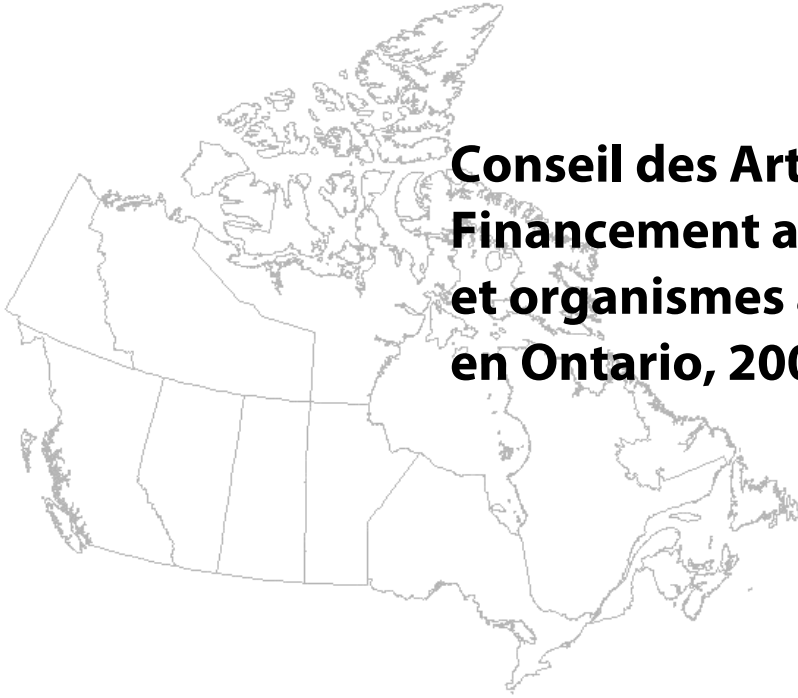 Conseil des Art
Financement a
et organismes
en Ontario, 200